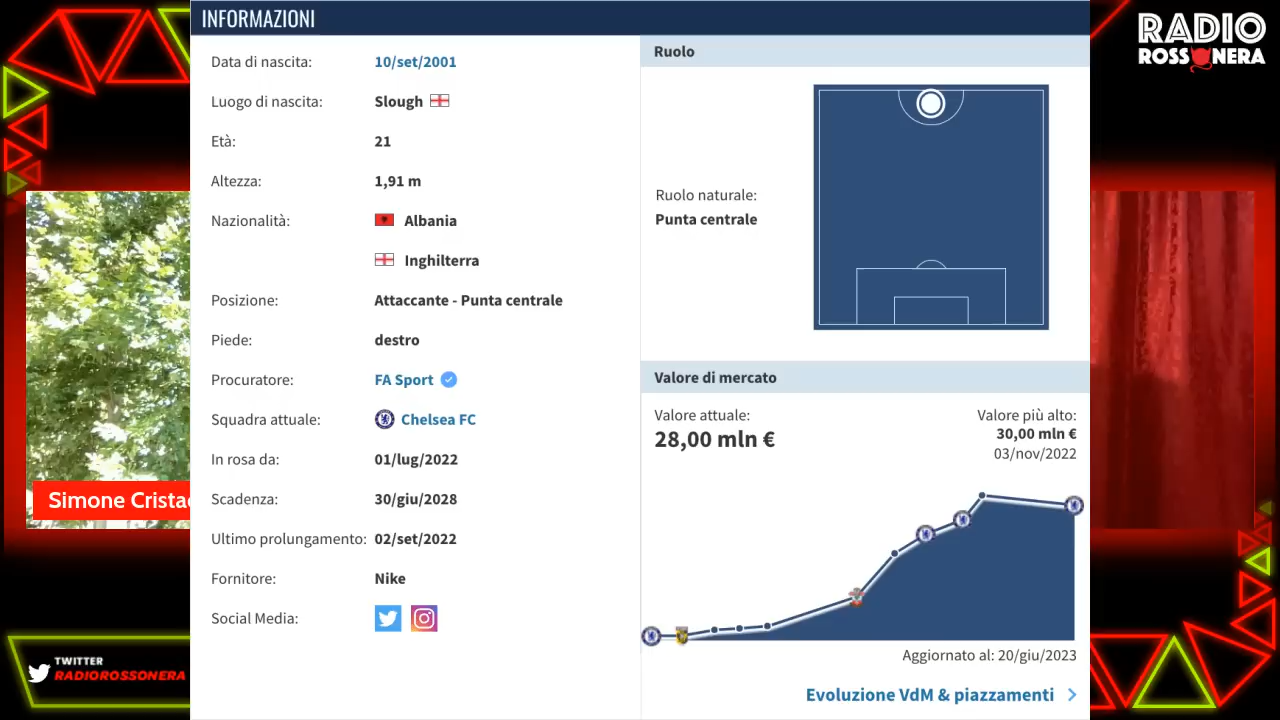 INFORMAZIONI
Data di nascita: 10/set/2001
Luogo di nascita: Slough
Età: 21
Altezza: 1,91 m
Nazionalità: Albania
Inghilterra
Posizione: Attaccante - Punta centrale
Piede: destro
Procuratore: FA Sport
Squadra attuale: Chelsea FC
In rosa da: 01/lug/2022
Scadenza: 30/giu/2028
Ultimo prolungamento: 02/set/2022
Fornitore: Nike
Social Media:
Ruolo
Ruolo naturale:
Punta centrale
Valore di mercato
Valore attuale:
28,00 mln €
Valore più alto:
30,00 mln €
03/nov/2022
Aggiornato al: 20/giu/2023
Evoluzione VdM & piazzamenti
RADIO
ROSSONERA
Simone Cristao
TWITTER
RADIOROSSONERA